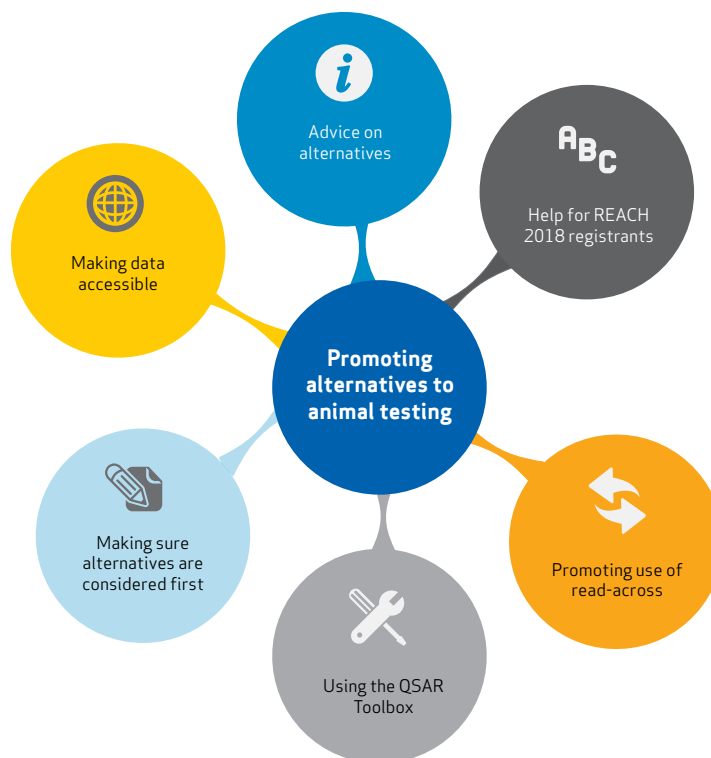 Advice on
alternatives
ABC
Help for REACH
2018 registrants
Making data
accessible
Promoting
alternatives to
animal testing
Making sure
alternatives are
considered first
Promoting use of
read-across
Using the QSAR
Toolbox